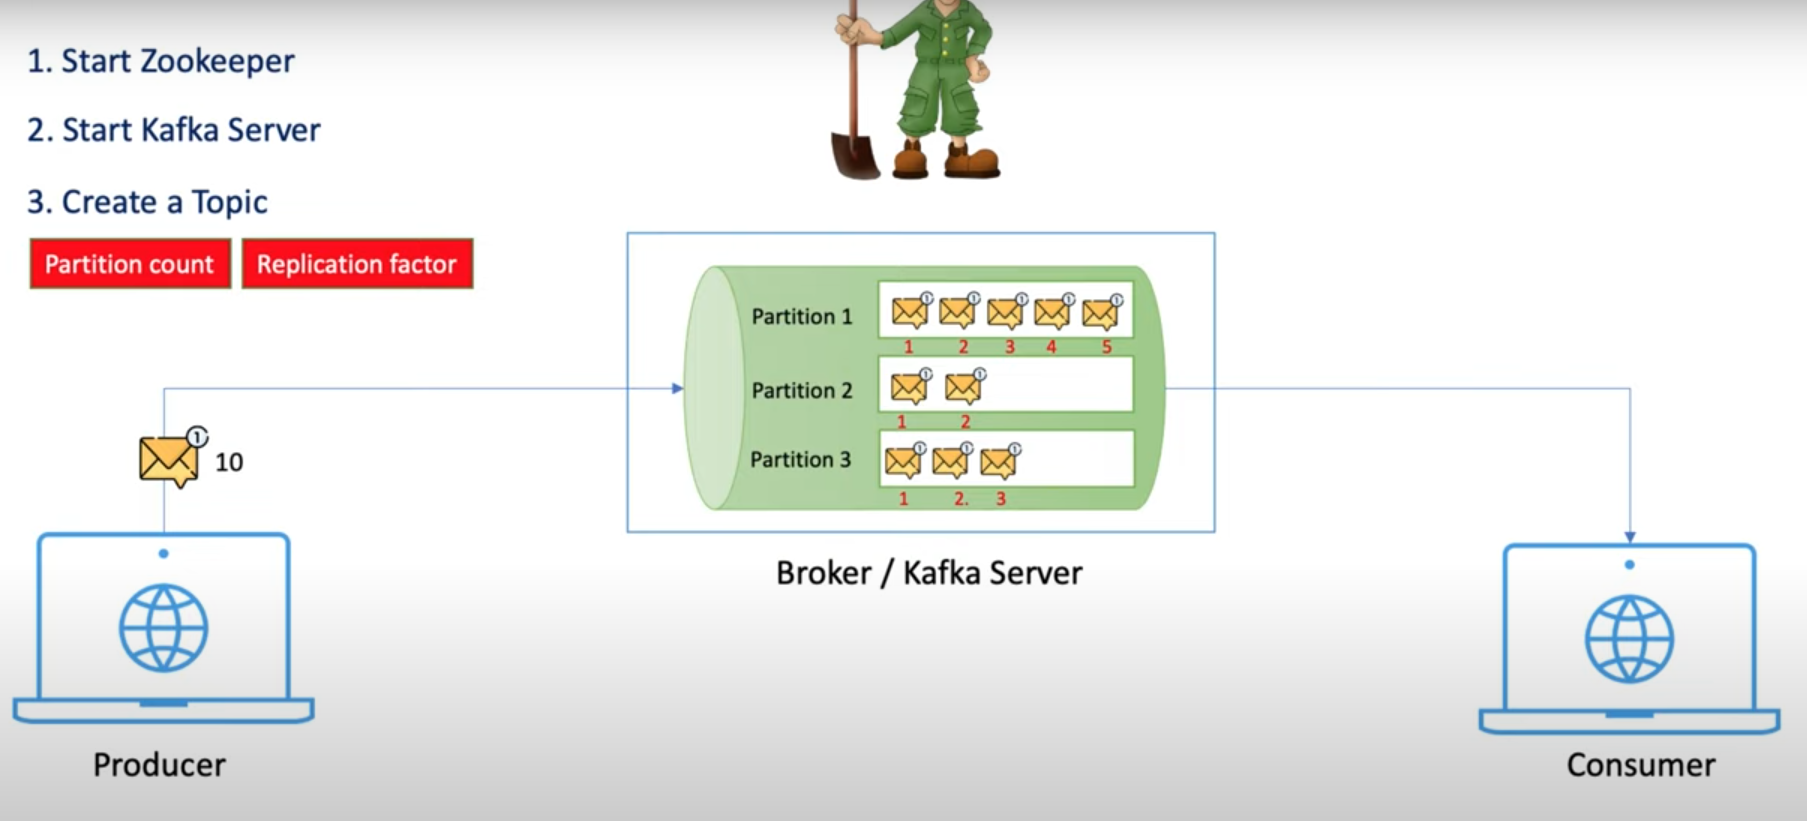 1. Start Zookeeper
2. Start Kafka Server
3. Create a Topic
Partition count
Replication factor
Partition 1
1 2 3 4 5
Partition 2
1 2
Partition 3
1 2. 3
10
Broker / Kafka Server
Producer
Consumer